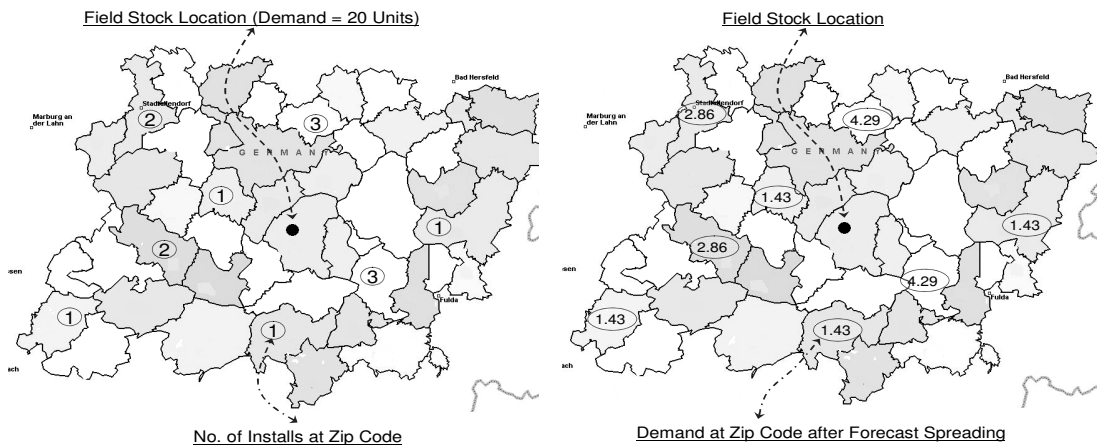 Field Stock Location (Demand = 20 Units)
Bad Hersfeld
Marburg an
der Lahn
2
3
GERMANY
1
1
2
3
Fulda
1
1
No. of Installs at Zip Code
Field Stock Location
Bad Hersfeld
Marburg an
der Lahn
2.86
4.29
GERMANY
1.43
1.43
2.86
4.29
Fulda
1.43
1.43
Demand at Zip Code after Forecast Spreading